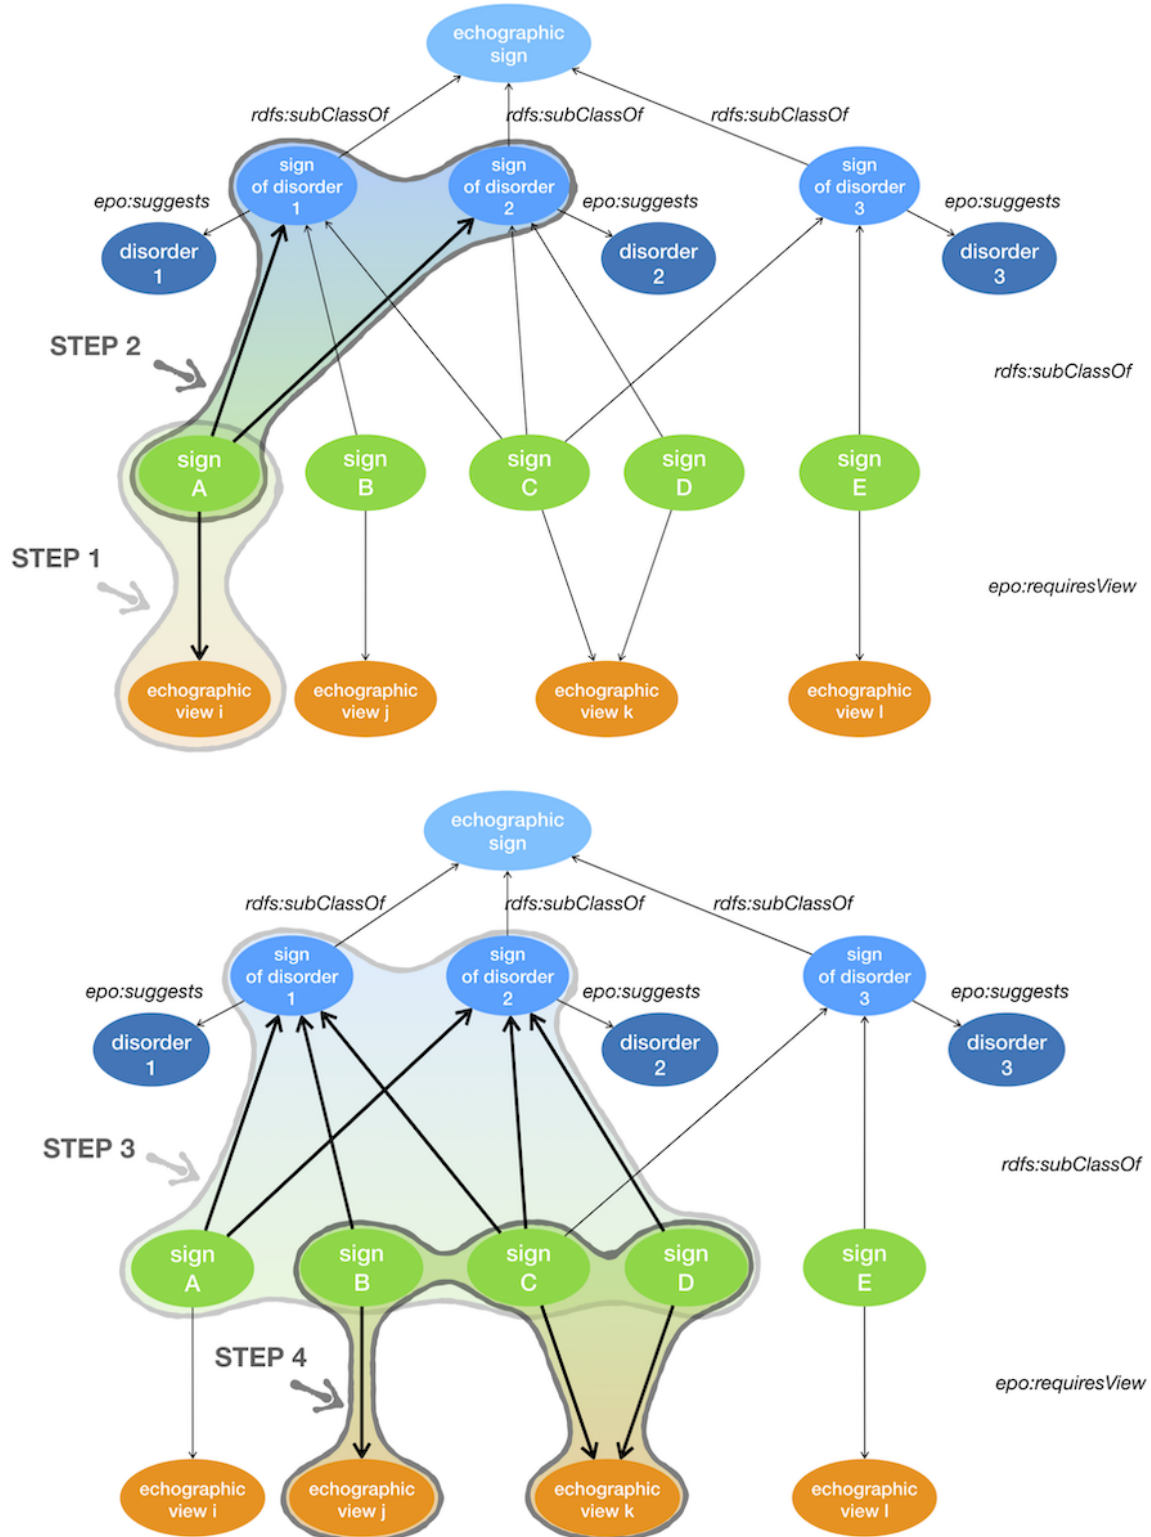 echographic
sign
rdfs:subClassOf
rdfs:subClassOf
rdfs:subClassOf
sign
of disorder
1
sign
of disorder
2
sign
of disorder
3
epo:suggests
epo:suggests
epo:suggests
disorder
1
disorder
2
disorder
3
STEP 2
rdfs:subClassOf
sign
A
sign
B
sign
C
sign
D
sign
E
STEP 1
epo:requiresView
echographic
view i
echographic
view j
echographic
view k
echographic
view l
echographic
sign
rdfs:subClassOf
rdfs:subClassOf
rdfs:subClassOf
sign
of disorder
1
sign
of disorder
2
sign
of disorder
3
epo:suggests
epo:suggests
epo:suggests
disorder
1
disorder
2
disorder
3
STEP 3
rdfs:subClassOf
sign
A
sign
B
sign
C
sign
D
sign
E
STEP 4
epo:requiresView
echographic
view i
echographic
view j
echographic
view k
echographic
view l